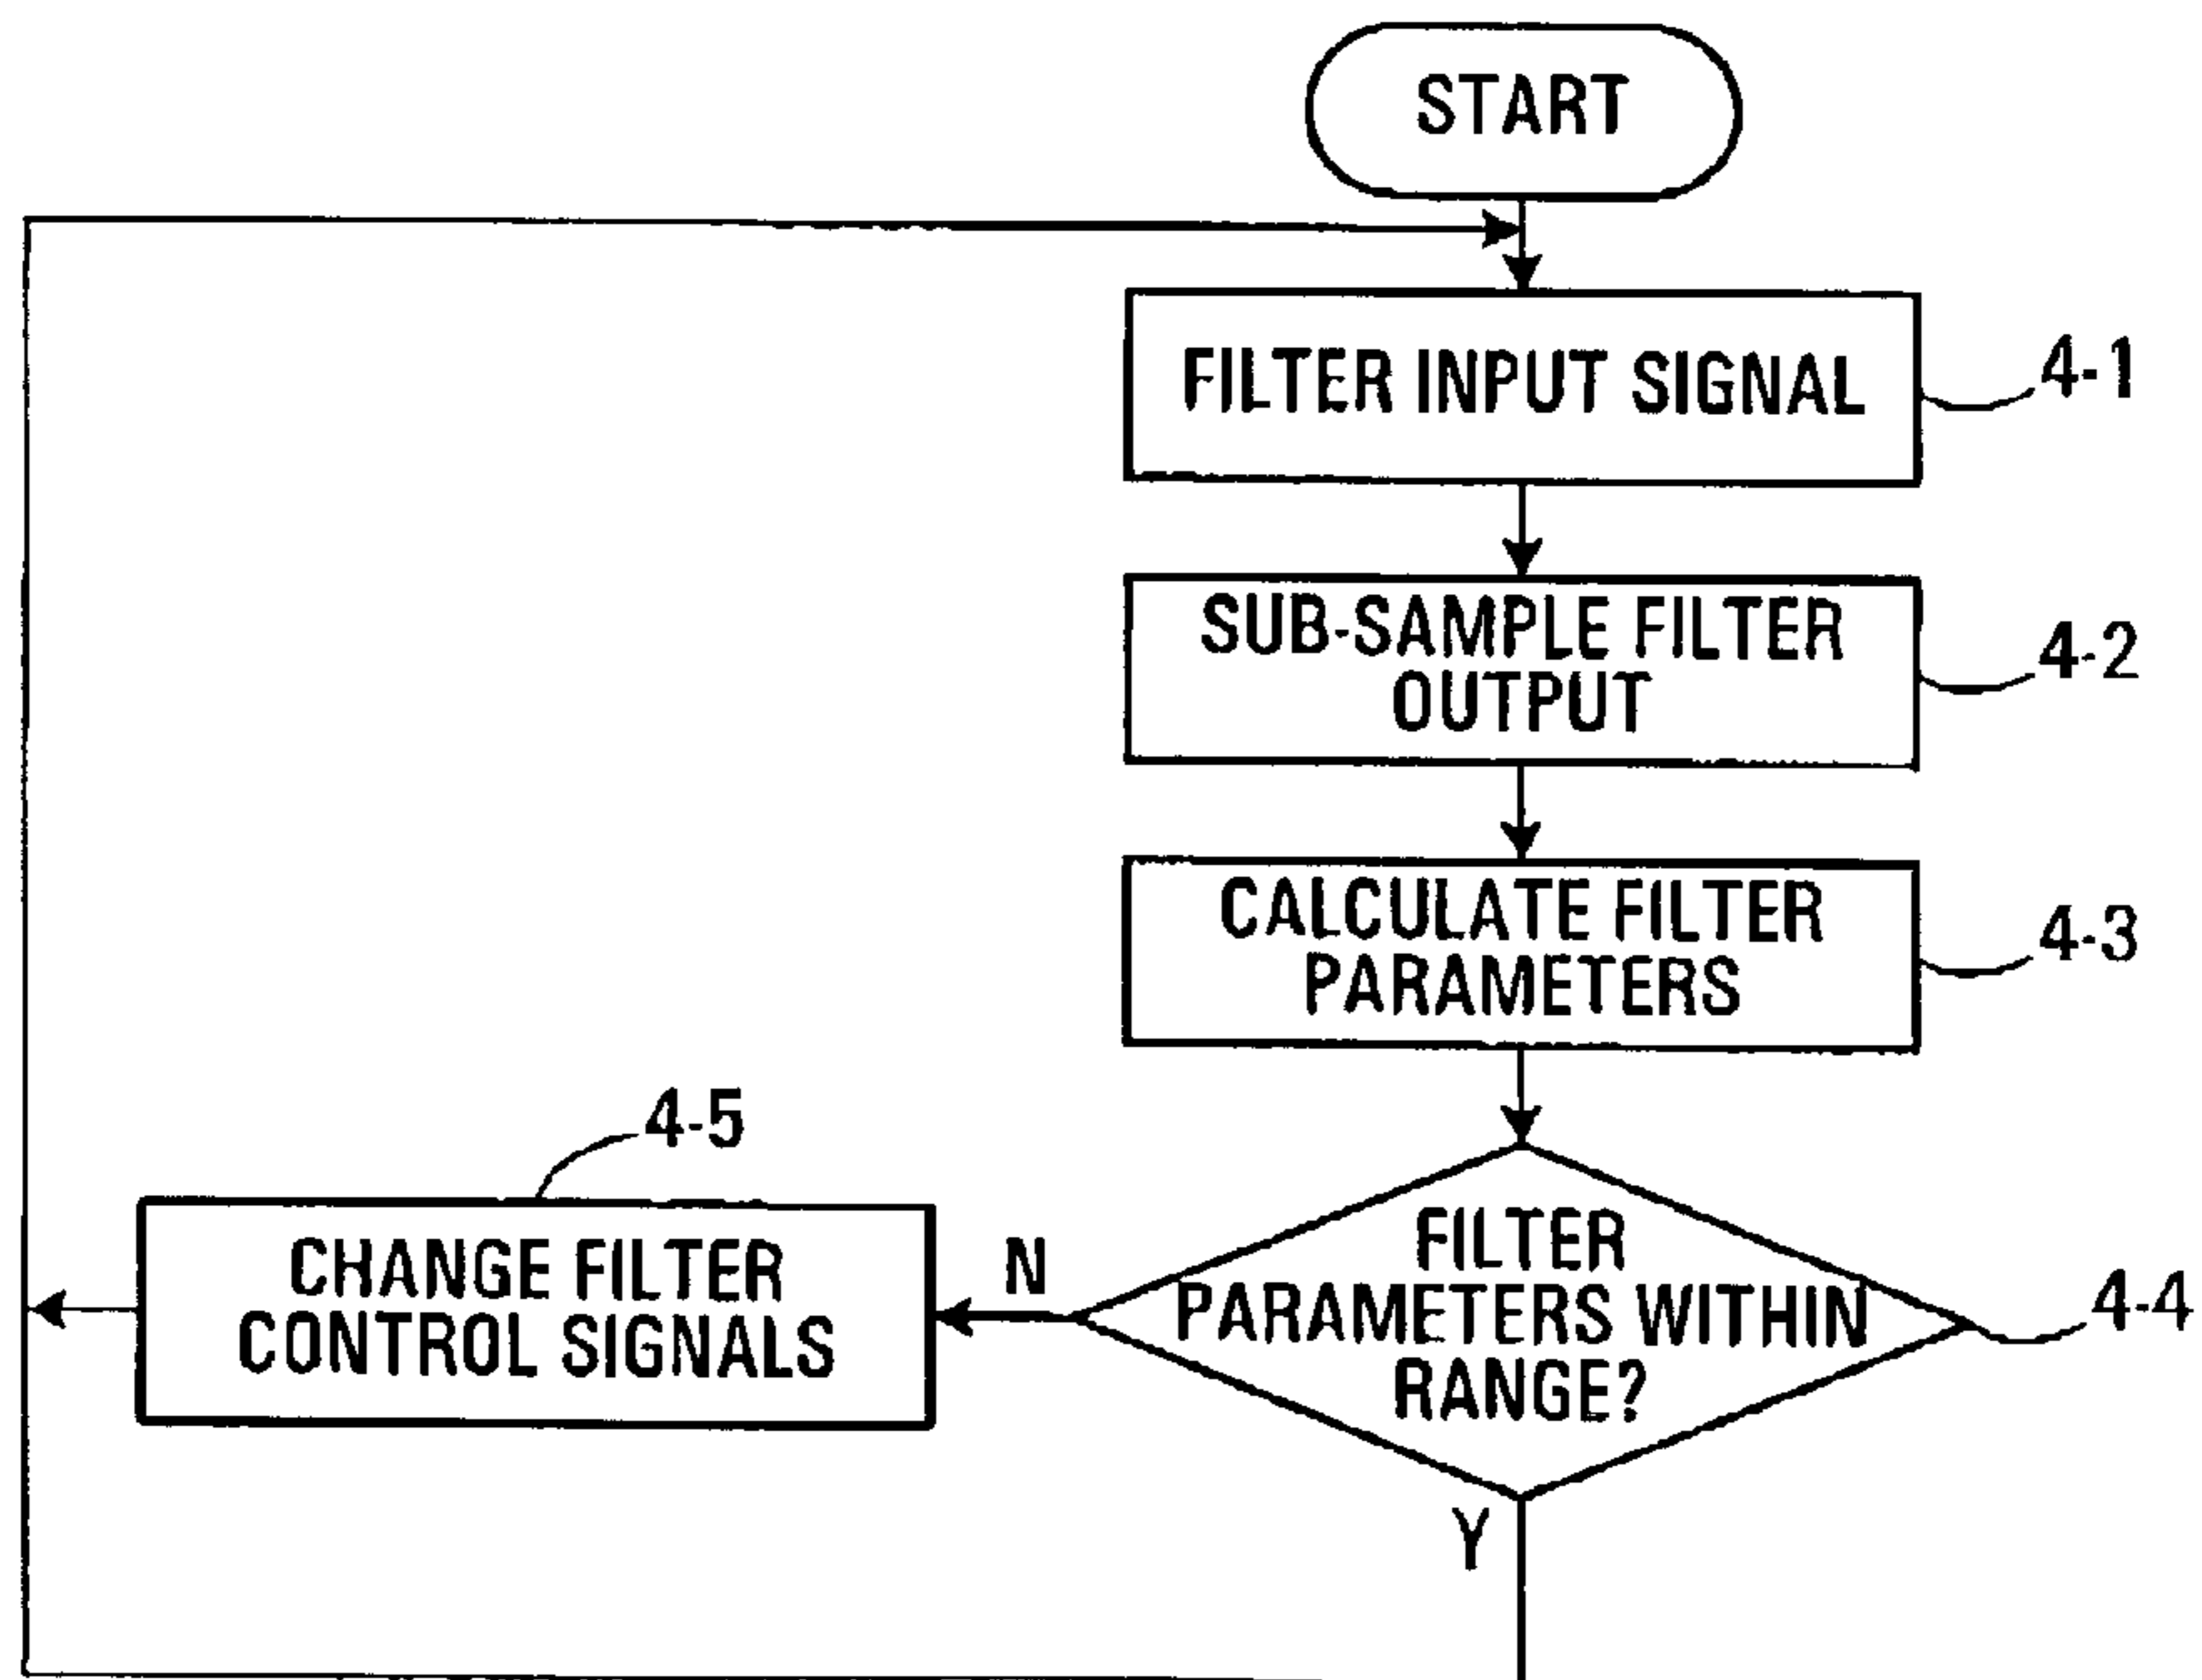 START
FILTER INPUT SIGNAL
4-1
SUB-SAMPLE FILTER
OUTPUT
4-2
CALCULATE FILTER
PARAMETERS
4-3
FILTER
PARAMETERS WITHIN
RANGE?
4-4
N
4-5
CHANGE FILTER
CONTROL SIGNALS
Y